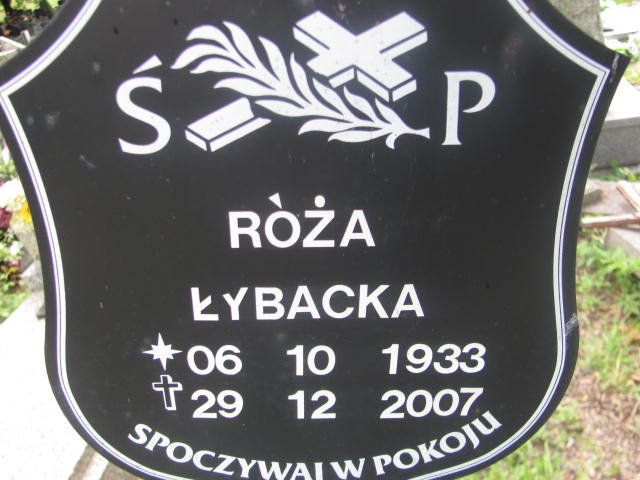 Ś P
RÒŻA
ŁYBACKA
06 10 1933
29 12 2007
SPOCZYWAJ W POKOJU